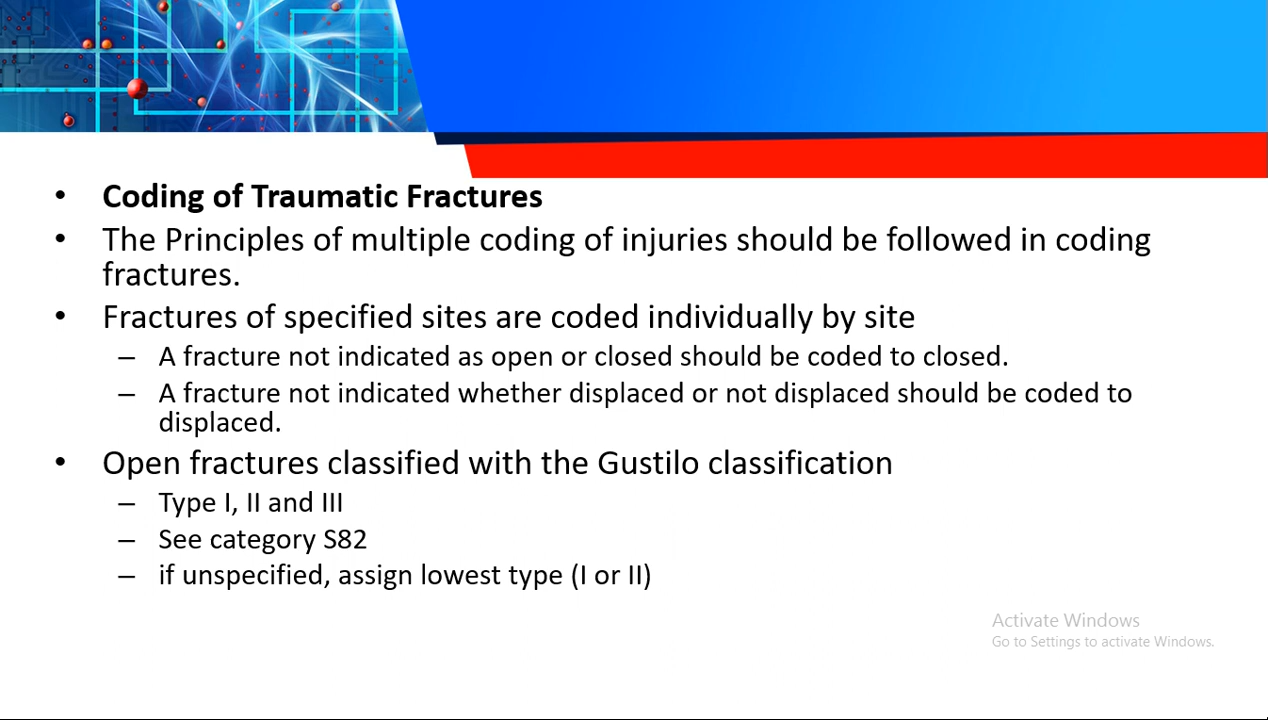 • Coding of Traumatic Fractures
• The Principles of multiple coding of injuries should be followed in coding
fractures.
• Fractures of specified sites are coded individually by site
– A fracture not indicated as open or closed should be coded to closed.
– A fracture not indicated whether displaced or not displaced should be coded to
displaced.
• Open fractures classified with the Gustilo classification
– Type I, II and III
– See category S82
– if unspecified, assign lowest type (I or II)
Activate Windows
Go to Settings to activate Windows.